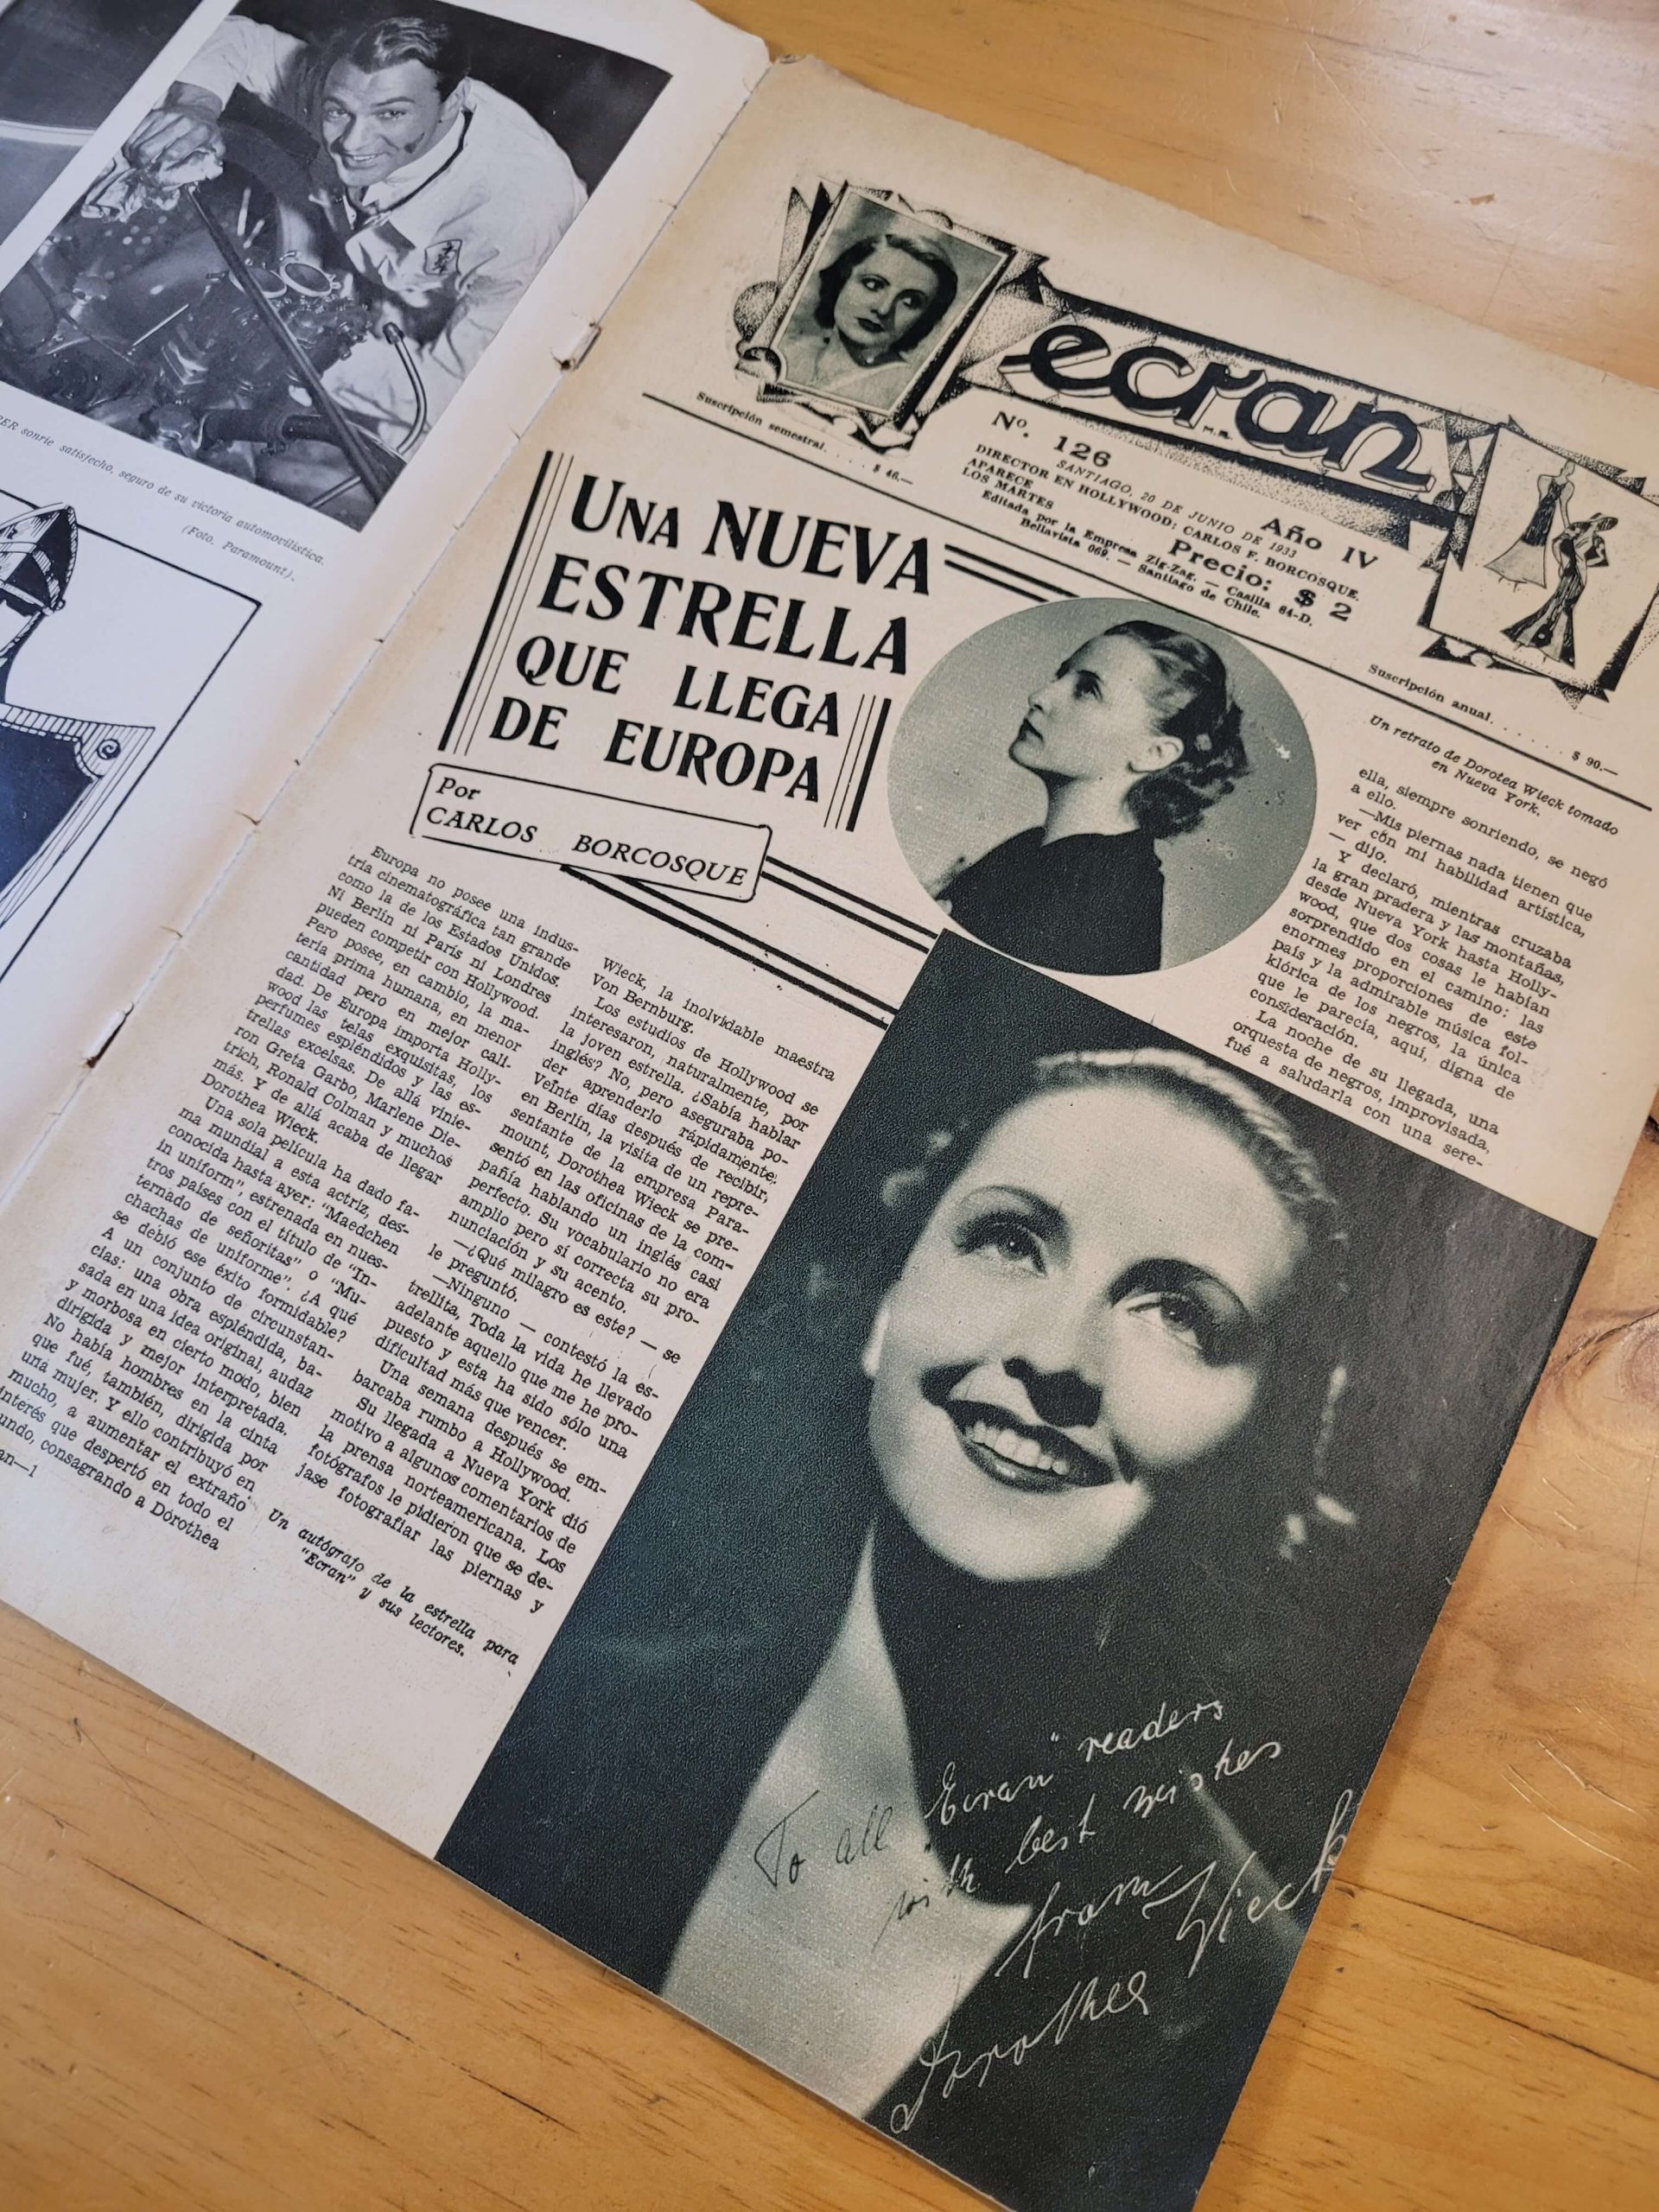 ER sonrie satisfecho, seguro de su victoria automovilistica.
(Foto. Paramount).
ecran
Nº. 126
Año IV
SANTIAGO, 20 DE JUNIO DE 1933
DIRECTOR EN HOLLYWOOD: CARLOS F. BORCOSQUE.
APARECE
LOS MARTES
Precio: $ 2
Editada por la Empresa Zig-Zag. — Casilla 84-D.
Bellavista 069. — Santiago de Chile.
Suscripción semestral. . . . . $ 46.—
Suscripción anual. . . . . . . . $ 90.—
UNA NUEVA
ESTRELLA
QUE LLEGA
DE EUROPA
Por
CARLOS BORCOSQUE
Europa no posee una indus-
tria cinematográfica tan grande
como la de los Estados Unidos.
Ni Berlín ni París ni Londres
pueden competir con Hollywood.
Pero posee, en cambio, la ma-
teria prima humana, en menor
cantidad pero en mejor cali-
dad. De Europa importa Holly-
wood las telas exquisitas, los
perfumes espléndidos y las es-
trellas excelsas. De allá vinie-
ron Greta Garbo, Marlene Die-
trich, Ronald Colman y muchos
más. Y de allá acaba de llegar
Dorothea Wieck.
Una sola película ha dado fa-
ma mundial a esta actriz, des-
conocida hasta ayer: "Maedchen
in uniform", estrenada en nues-
tros países con el título de "In-
ternado de señoritas" o "Mu-
chachas de uniforme". ¿A qué
se debió ese éxito formidable?
A un conjunto de circunstan-
cias: una obra espléndida, ba-
sada en una idea original, audaz
y morbosa en cierto modo, bien
dirigida y mejor interpretada.
No había hombres en la cinta
que fué, también, dirigida por
una mujer. Y ello contribuyó en
mucho, a aumentar el extraño
interés que despertó en todo el
undo, consagrando a Dorothea
an—1
Wieck, la inolvidable maestra
Von Bernburg.
Los estudios de Hollywood se
interesaron, naturalmente, por
la joven estrella. ¿Sabía hablar
inglés? No, pero aseguraba po-
der aprenderlo rápidamente.
Veinte días después de recibir,
en Berlín, la visita de un repre-
sentante de la empresa Para-
mount, Dorothea Wieck se pre-
sentó en las oficinas de la com-
pañía hablando un inglés casi
perfecto. Su vocabulario no era
amplio pero sí correcta su pro-
nunciación y su acento.
—¿Qué milagro es este? — se
le preguntó.
—Ninguno — contestó la es-
trellita, Toda la vida he llevado
adelante aquello que me he pro-
puesto y esta ha sido sólo una
dificultad más que vencer.
Una semana después se em-
barcaba rumbo a Hollywood.
Su llegada a Nueva York dió
motivo a algunos comentarios de
la prensa norteamericana. Los
fotógrafos le pidieron que se de-
jase fotografiar las piernas y
Un autógrafo de la estrella para
"Ecran" y sus lectores.
Un retrato de Dorotea Wieck tomado
en Nueva York.
ella, siempre sonriendo, se negó
a ello.
—Mis piernas nada tienen que
ver con mi habilidad artística,
— dijo.
Y declaró, mientras cruzaba
la gran pradera y las montañas,
desde Nueva York hasta Holly-
wood, que dos cosas le habían
sorprendido en el camino: las
enormes proporciones de este
país y la admirable música fol-
klórica de los negros, la única
que le parecía, aquí, digna de
consideración.
La noche de su llegada, una
orquesta de negros, improvisada,
fué a saludarla con una sere-
To all "Ecran" readers
with best wishes
from
Dorothea Wieck